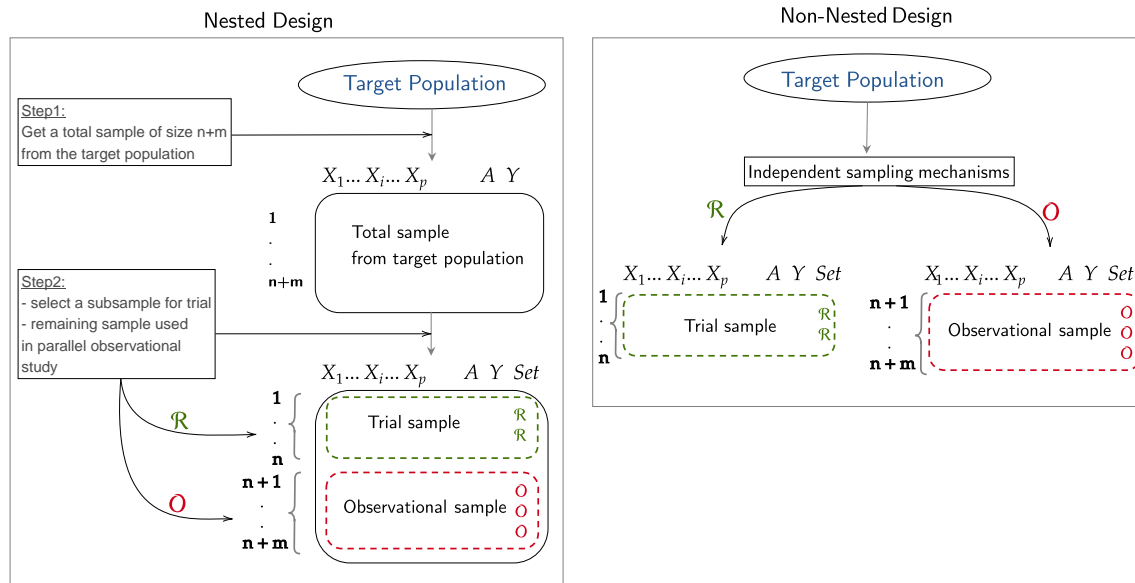 Nested Design
Target Population
Step1:
Get a total sample of size n+m
from the target population
X1... Xi... Xp A Y
1
.
.
n+m
Total sample
from target population
Step2:
- select a subsample for trial
- remaining sample used
in parallel observational
study
X1... Xi... Xp A Y Set
ℛ
1
.
.
n
Trial sample
ℛ
ℛ
O
n+1
.
.
n+m
Observational sample
O
O
O
Non-Nested Design
Target Population
Independent sampling mechanisms
ℛ
O
X1... Xi... Xp A Y Set
1
.
.
n
Trial sample
ℛ
ℛ
X1... Xi... Xp A Y Set
n+1
.
.
n+m
Observational sample
O
O
O